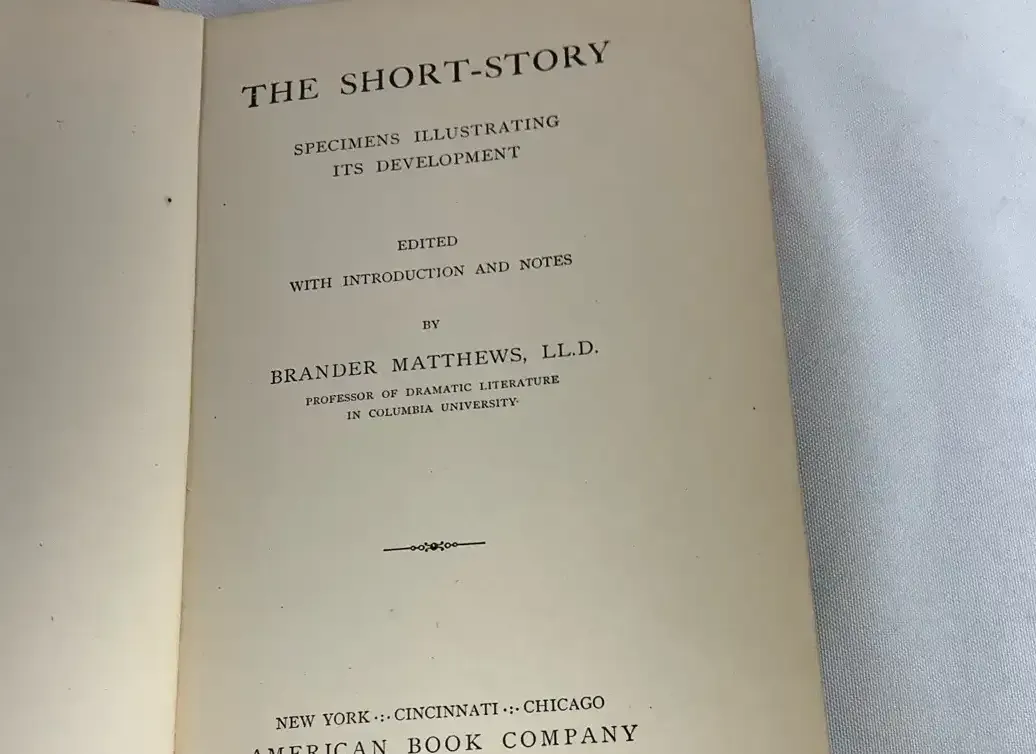 THE SHORT-STORY
SPECIMENS ILLUSTRATING
ITS DEVELOPMENT
EDITED
WITH INTRODUCTION AND NOTES
BY
BRANDER MATTHEWS, LL.D.
PROFESSOR OF DRAMATIC LITERATURE
IN COLUMBIA UNIVERSITY
NEW YORK ·:· CINCINNATI ·:· CHICAGO
AMERICAN BOOK COMPANY